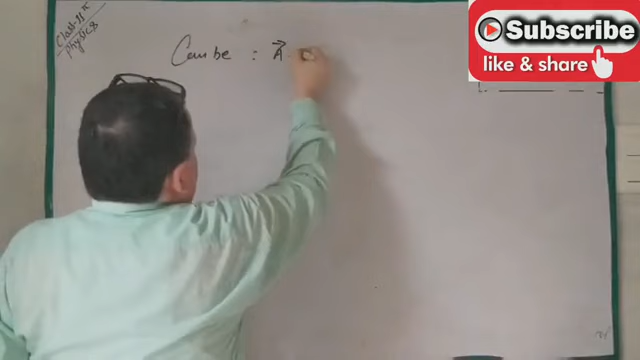 Class-11th
Physics
Can be : A⃗ .
Subscribe
like & share